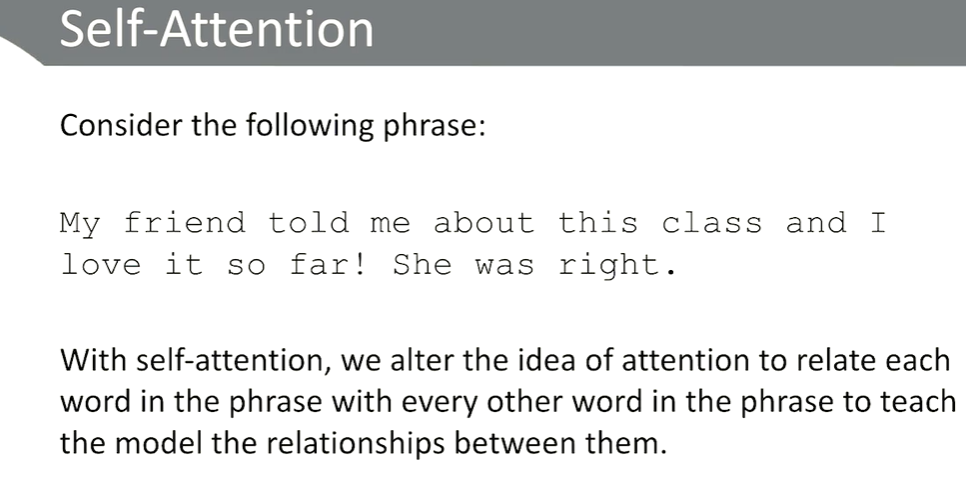 Self-Attention
Consider the following phrase:
My friend told me about this class and I
love it so far! She was right.
With self-attention, we alter the idea of attention to relate each
word in the phrase with every other word in the phrase to teach
the model the relationships between them.